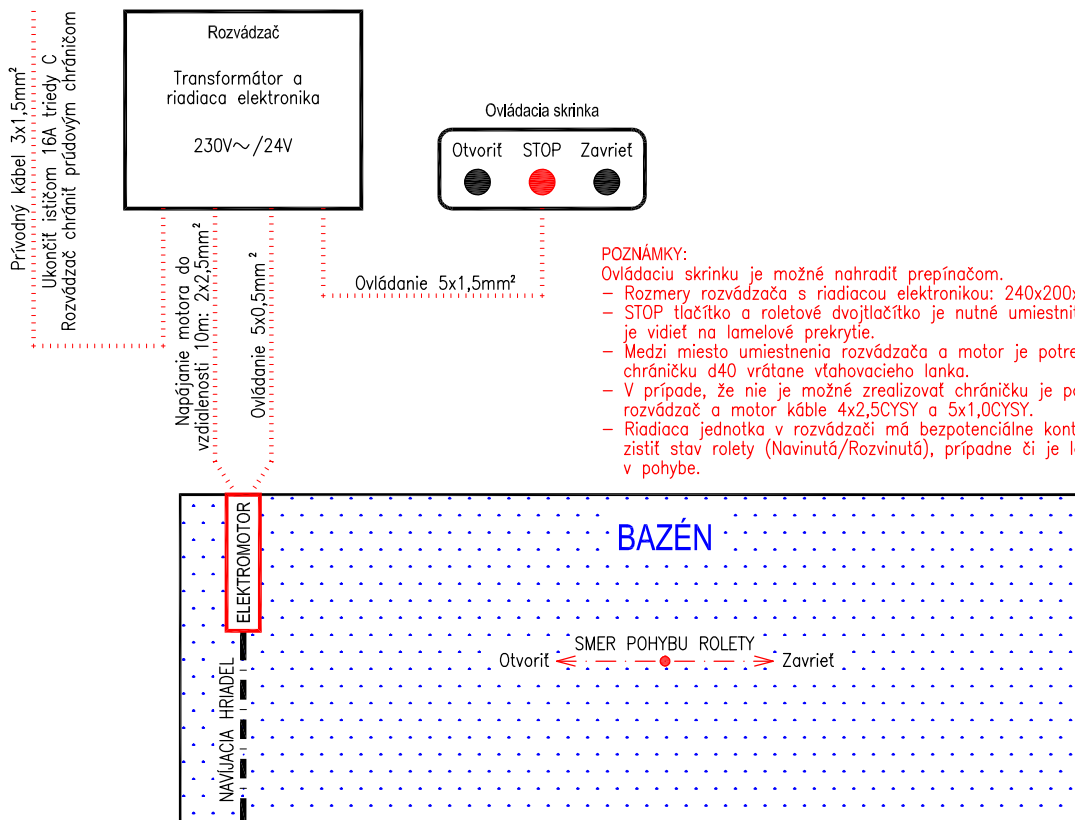 Prívodný kábel 3x1,5mm²
Ukončiť ističom 16A triedy C
Rozvádzač chrániť prúdovým chráničom
Rozvádzač
Transformátor a
riadiaca elektronika
230V~/24V
Ovládacia skrinka
Otvoriť STOP Zavrieť
Napájanie motora do
vzdialenosti 10m: 2x2,5mm²
Ovládanie 5x0,5mm²
Ovládanie 5x1,5mm²
POZNÁMKY:
Ovládaciu skrinku je možné nahradiť prepínačom.
– Rozmery rozvádzača s riadiacou elektronikou: 240x200x
– STOP tlačítko a roletové dvojtlačítko je nutné umiestni
je vidieť na lamelové prekrytie.
– Medzi miesto umiestnenia rozvádzača a motor je potre
chráničku d40 vrátane vťahovacieho lanka.
– V prípade, že nie je možné zrealizovať chráničku je po
rozvádzač a motor káble 4x2,5CYSY a 5x1,0CYSY.
– Riadiaca jednotka v rozvádzači má bezpotenciálne kont
zistiť stav rolety (Navinutá/Rozvinutá), prípadne či je l
v pohybe.
ELEKTROMOTOR
BAZÉN
SMER POHYBU ROLETY
Otvoriť Zavrieť
NAVÍJACIA HRIADEL